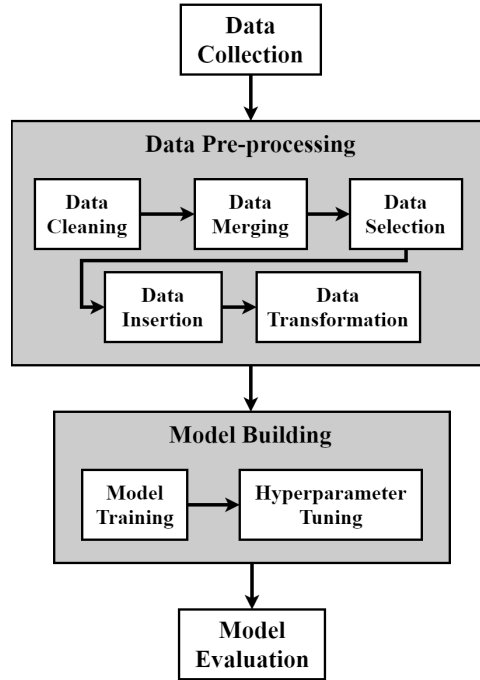 Data
Collection
Data Pre-processing
Data
Cleaning
Data
Merging
Data
Selection
Data
Insertion
Data
Transformation
Model Building
Model
Training
Hyperparameter
Tuning
Model
Evaluation